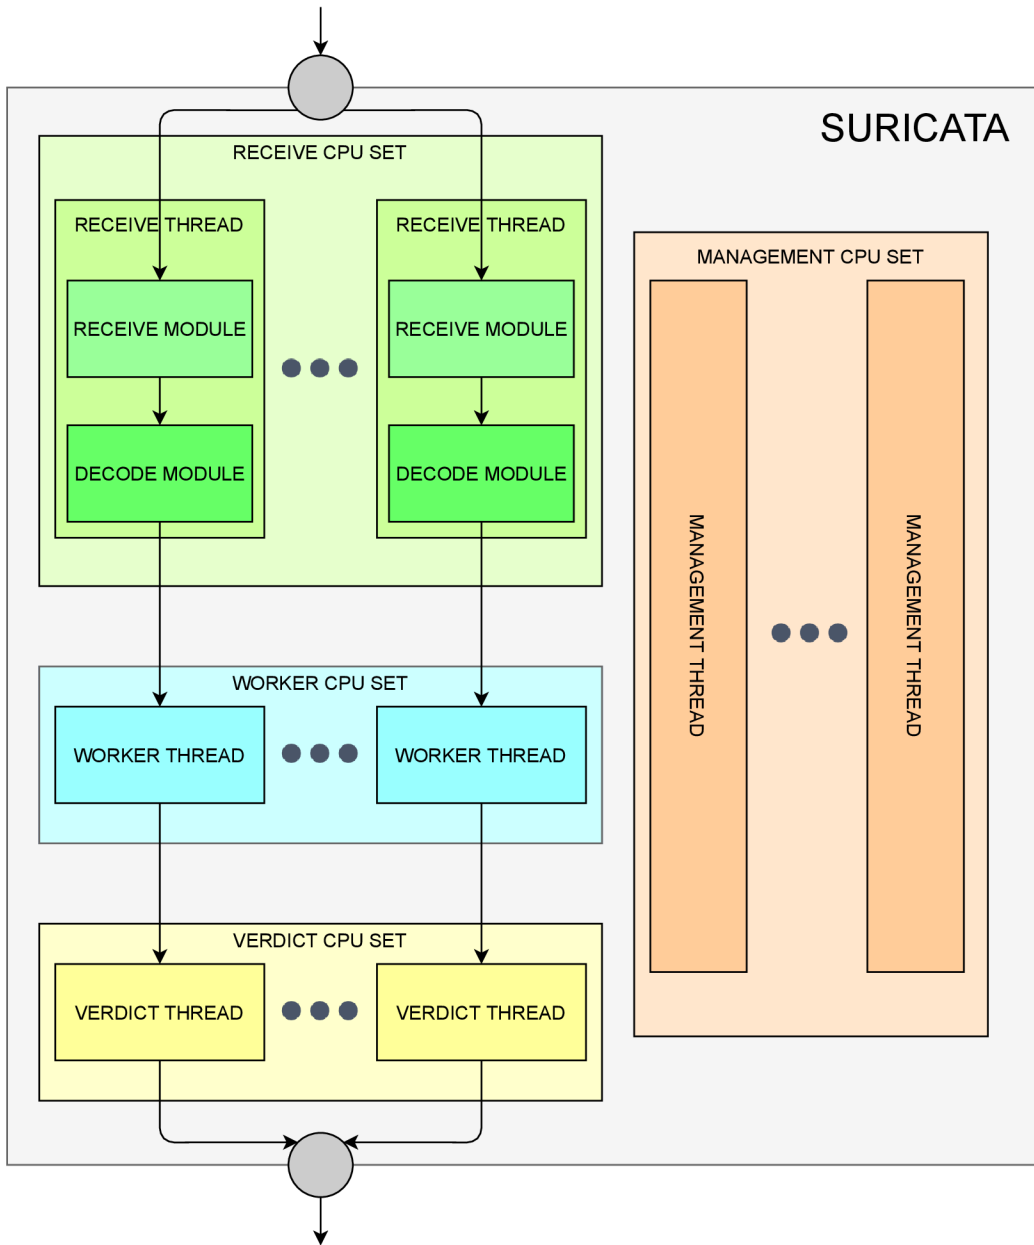 SURICATA
RECEIVE CPU SET
RECEIVE THREAD
RECEIVE THREAD
RECEIVE MODULE
RECEIVE MODULE
DECODE MODULE
DECODE MODULE
WORKER CPU SET
WORKER THREAD
WORKER THREAD
VERDICT CPU SET
VERDICT THREAD
VERDICT THREAD
MANAGEMENT CPU SET
MANAGEMENT THREAD
MANAGEMENT THREAD